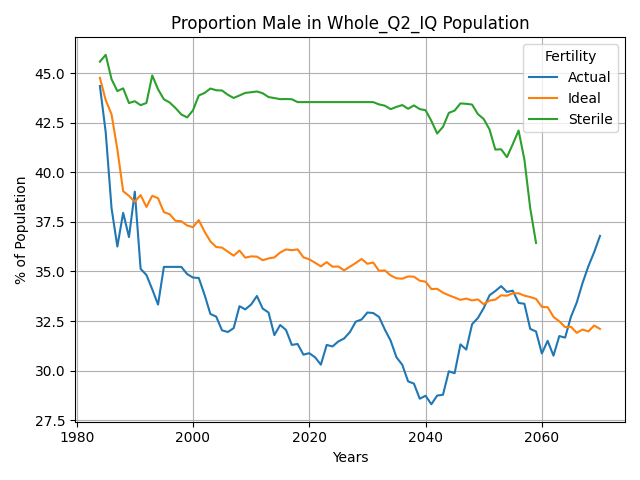 Proportion Male in Whole_Q2_IQ Population
Fertility
Actual
Ideal
Sterile
% of Population
45.0
42.5
40.0
37.5
35.0
32.5
30.0
27.5
1980
2000
2020
2040
2060
Years